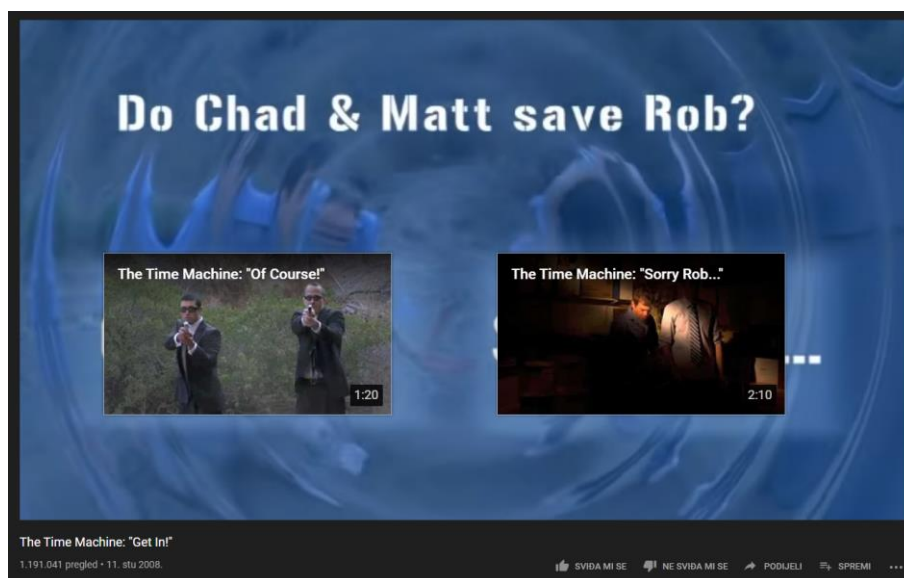 Do Chad & Matt save Rob?
The Time Machine: "Of Course!"
The Time Machine: "Sorry Rob..."
1:20
2:10
The Time Machine: "Get In!"
1.191.041 pregled • 11. stu 2008.
SVIĐA MI SE
NE SVIĐA MI SE
PODIJELI
SPREMI